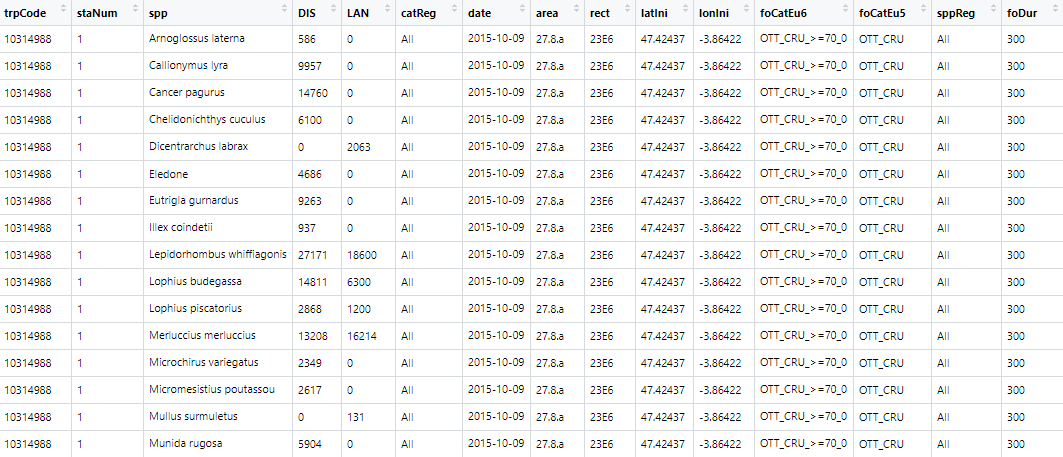 trpCode staNum spp DIS LAN catReg date area rect latIni lonIni foCatEu6 foCatEu5 sppReg foDur
10314988 1 Arnoglossus laterna 586 0 All 2015-10-09 27.8.a 23E6 47.42437 -3.86422 OTT_CRU_>=70_0 OTT_CRU All 300
10314988 1 Callionymus lyra 9957 0 All 2015-10-09 27.8.a 23E6 47.42437 -3.86422 OTT_CRU_>=70_0 OTT_CRU All 300
10314988 1 Cancer pagurus 14760 0 All 2015-10-09 27.8.a 23E6 47.42437 -3.86422 OTT_CRU_>=70_0 OTT_CRU All 300
10314988 1 Chelidonichthys cuculus 6100 0 All 2015-10-09 27.8.a 23E6 47.42437 -3.86422 OTT_CRU_>=70_0 OTT_CRU All 300
10314988 1 Dicentrarchus labrax 0 2063 All 2015-10-09 27.8.a 23E6 47.42437 -3.86422 OTT_CRU_>=70_0 OTT_CRU All 300
10314988 1 Eledone 4686 0 All 2015-10-09 27.8.a 23E6 47.42437 -3.86422 OTT_CRU_>=70_0 OTT_CRU All 300
10314988 1 Eutrigla gurnardus 9263 0 All 2015-10-09 27.8.a 23E6 47.42437 -3.86422 OTT_CRU_>=70_0 OTT_CRU All 300
10314988 1 Illex coindetii 937 0 All 2015-10-09 27.8.a 23E6 47.42437 -3.86422 OTT_CRU_>=70_0 OTT_CRU All 300
10314988 1 Lepidorhombus whiffiagonis 27171 18600 All 2015-10-09 27.8.a 23E6 47.42437 -3.86422 OTT_CRU_>=70_0 OTT_CRU All 300
10314988 1 Lophius budegassa 14811 6300 All 2015-10-09 27.8.a 23E6 47.42437 -3.86422 OTT_CRU_>=70_0 OTT_CRU All 300
10314988 1 Lophius piscatorius 2868 1200 All 2015-10-09 27.8.a 23E6 47.42437 -3.86422 OTT_CRU_>=70_0 OTT_CRU All 300
10314988 1 Merluccius merluccius 13208 16214 All 2015-10-09 27.8.a 23E6 47.42437 -3.86422 OTT_CRU_>=70_0 OTT_CRU All 300
10314988 1 Microchirus variegatus 2349 0 All 2015-10-09 27.8.a 23E6 47.42437 -3.86422 OTT_CRU_>=70_0 OTT_CRU All 300
10314988 1 Micromesistius poutassou 2617 0 All 2015-10-09 27.8.a 23E6 47.42437 -3.86422 OTT_CRU_>=70_0 OTT_CRU All 300
10314988 1 Mullus surmuletus 0 131 All 2015-10-09 27.8.a 23E6 47.42437 -3.86422 OTT_CRU_>=70_0 OTT_CRU All 300
10314988 1 Munida rugosa 5904 0 All 2015-10-09 27.8.a 23E6 47.42437 -3.86422 OTT_CRU_>=70_0 OTT_CRU All 300